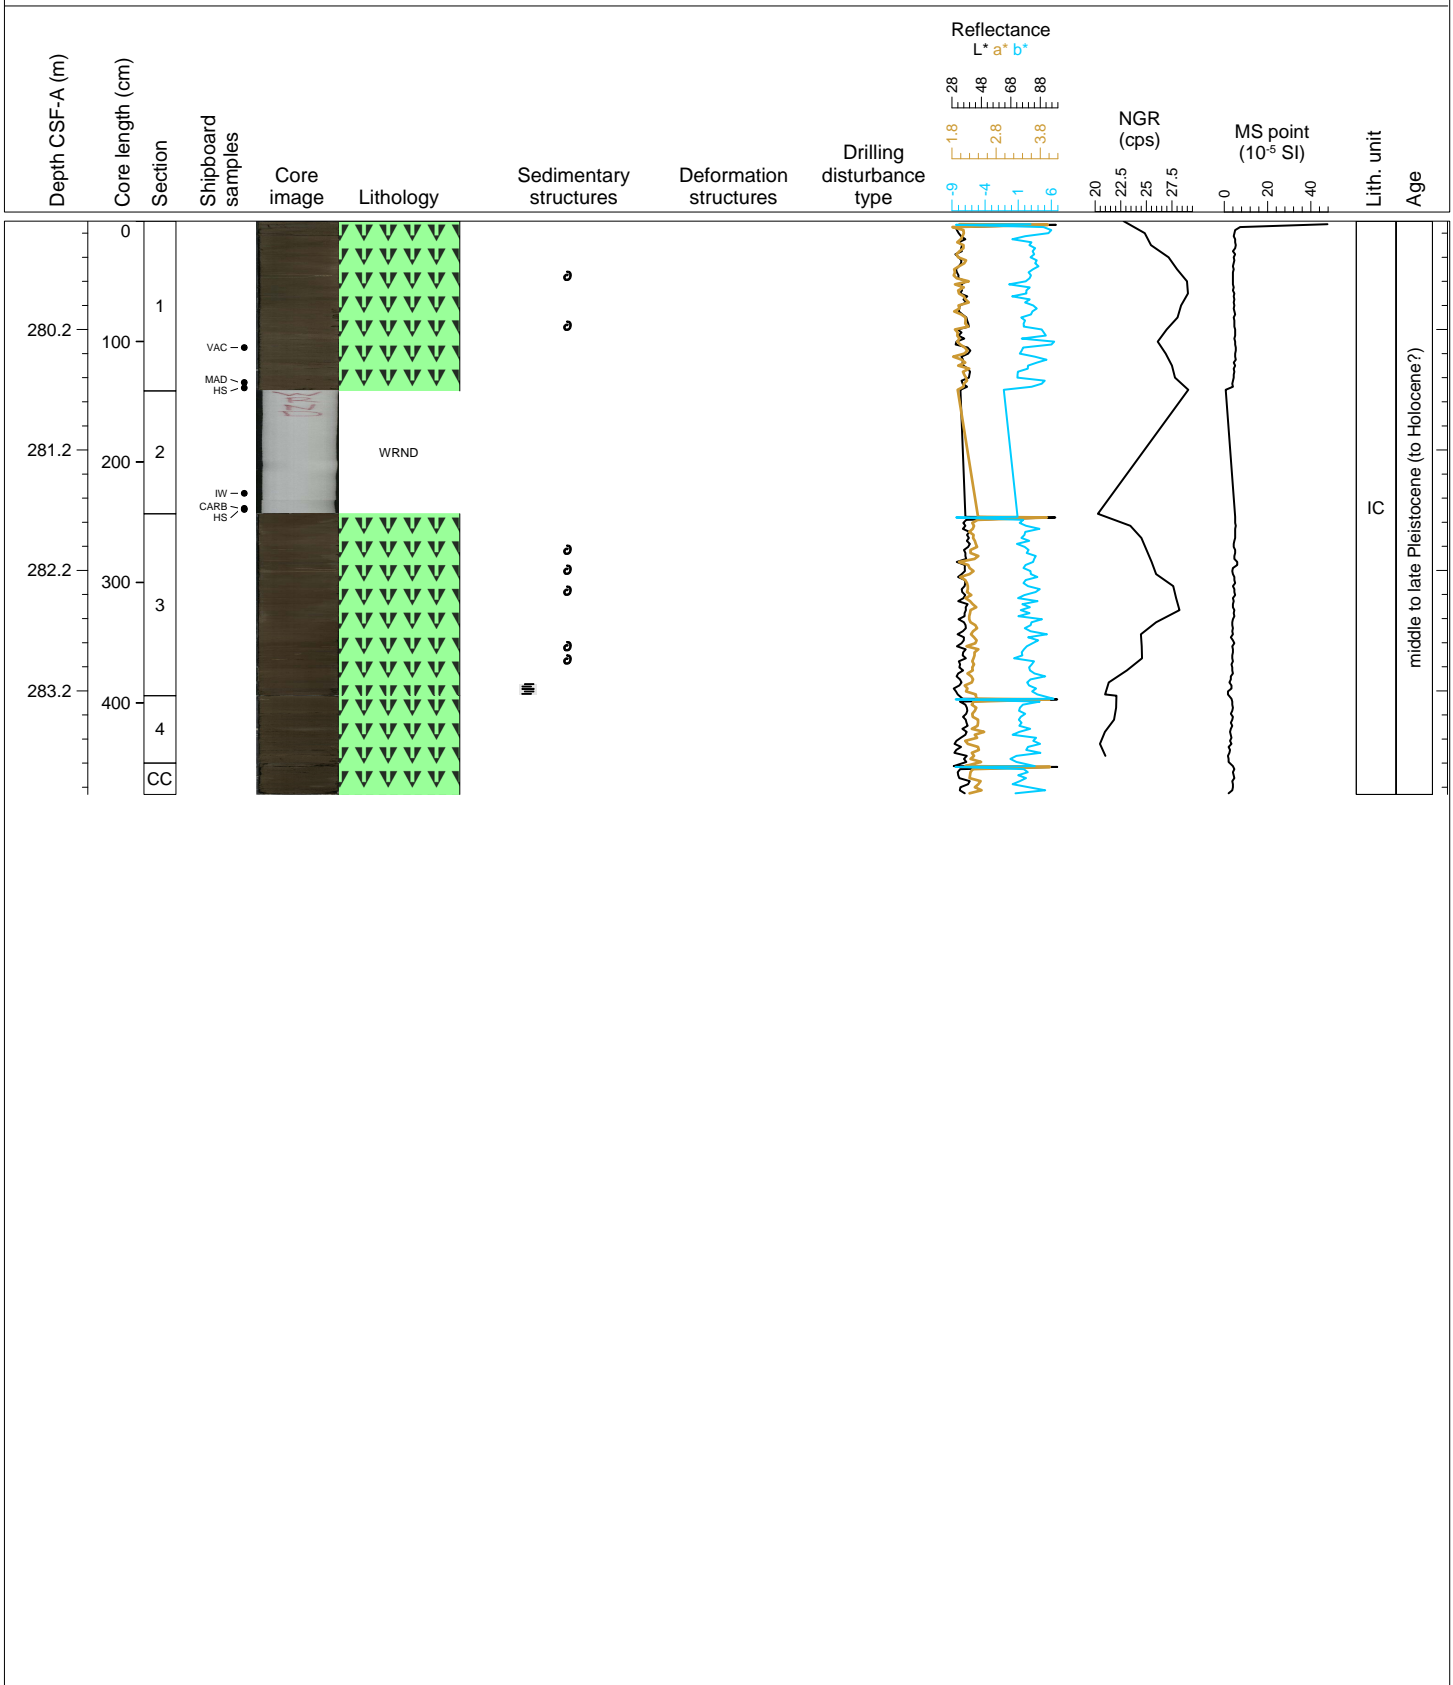 Depth CSF-A (m)
Core length (cm)
Section
Shipboard
samples
Core
image
Lithology
Sedimentary
structures
Deformation
structures
Drilling
disturbance
type
Reflectance
L* a* b*
28 48 68 88
1.8 2.8 3.8
-9 -4 1 6
NGR
(cps)
20 22.5 25 27.5
MS point
(10-5 SI)
0 20 40
Lith. unit
Age
0
1
280.2
100
VAC
MAD
HS
281.2
200
2
WRND
IW
CARB
HS
282.2
300
3
283.2
400
4
CC
IC
middle to late Pleistocene (to Holocene?)